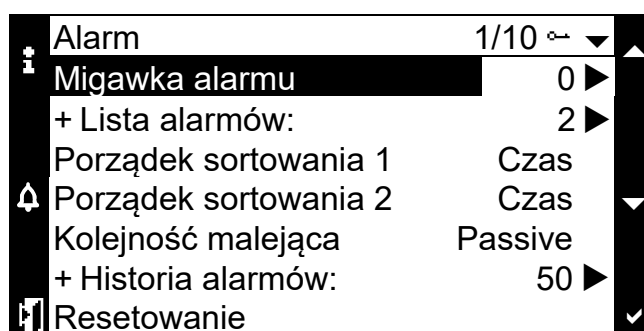 Alarm 1/10
Migawka alarmu 0
+ Lista alarmów: 2
Porządek sortowania 1 Czas
Porządek sortowania 2 Czas
Kolejność malejąca Passive
+ Historia alarmów: 50
Resetowanie